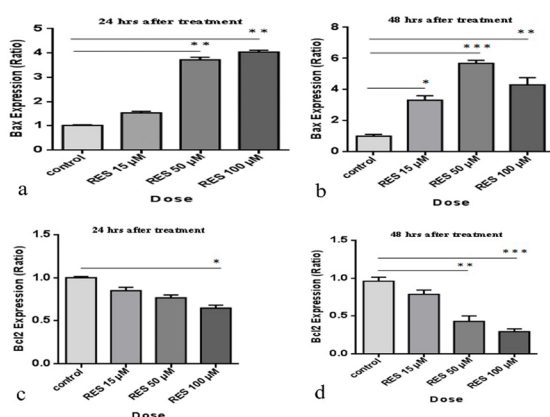 24 hrs after treatment
**
**
Bax Expression (Ratio)
5
4
3
2
1
0
control
RES 15 µM
RES 50 µM
RES 100 µM
Dose
a
48 hrs after treatment
**
***
*
Bax Expression (Ratio)
8
6
4
2
0
control
RES 15 µM
RES 50 µM
RES 100 µM
Dose
b
24 hrs after treatment
*
Bcl2 Expression (Ratio)
1.5
1.0
0.5
0.0
control
RES 15 µM
RES 50 µM
RES 100 µM
Dose
c
48 hrs after treatment
***
**
Bcl2 Expression (Ratio)
1.5
1.0
0.5
0.0
control
RES 15 µM
RES 50 µM
RES 100 µM
Dose
d